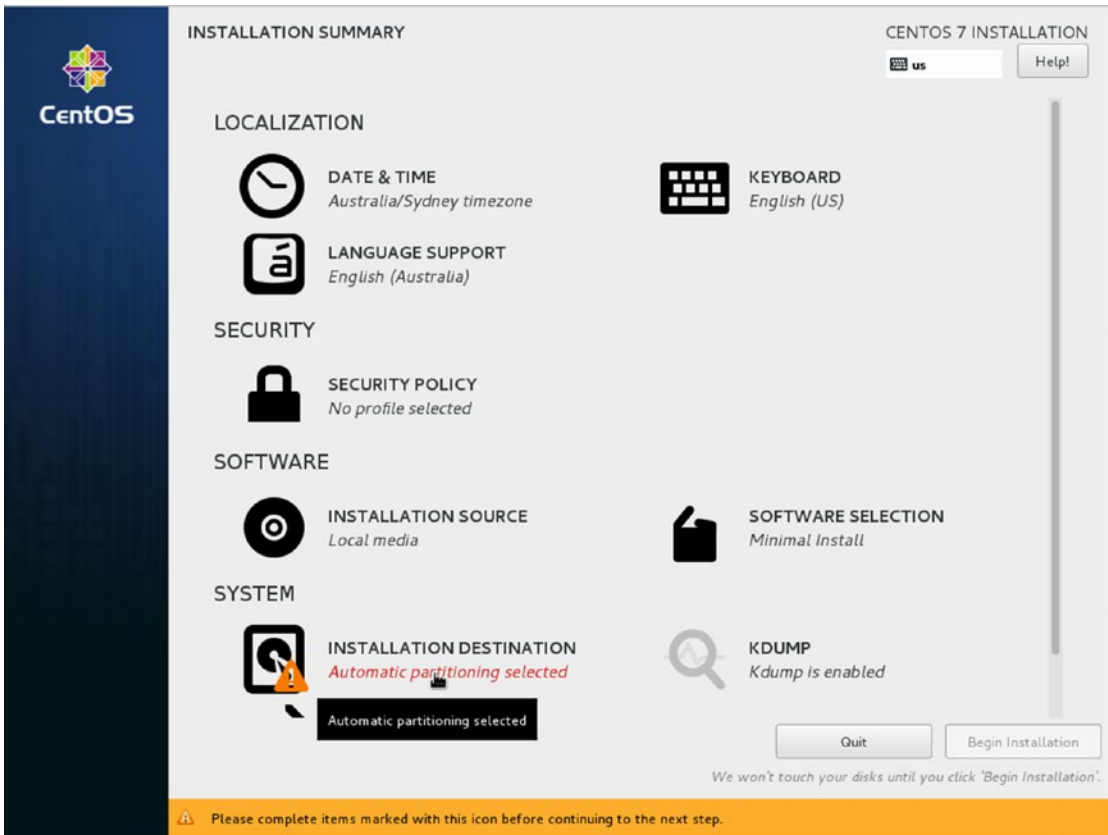 INSTALLATION SUMMARY
CENTOS 7 INSTALLATION
us
Help!
CentOS
LOCALIZATION
DATE & TIME
Australia/Sydney timezone
KEYBOARD
English (US)
á
LANGUAGE SUPPORT
English (Australia)
SECURITY
SECURITY POLICY
No profile selected
SOFTWARE
INSTALLATION SOURCE
Local media
SOFTWARE SELECTION
Minimal Install
SYSTEM
INSTALLATION DESTINATION
Automatic partitioning selected
KDUMP
Kdump is enabled
Automatic partitioning selected
Quit
Begin Installation
We won't touch your disks until you click 'Begin Installation'.
Please complete items marked with this icon before continuing to the next step.